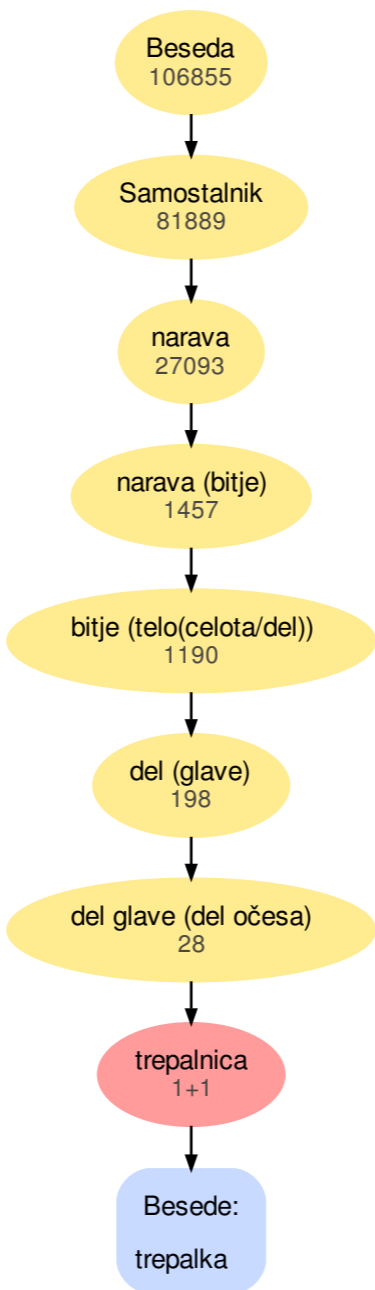 Beseda
106855
Samostalnik
81889
narava
27093
narava (bitje)
1457
bitje (telo(celota/del))
1190
del (glave)
198
del glave (del očesa)
28
trepalnica
1+1
Besede:
trepalka